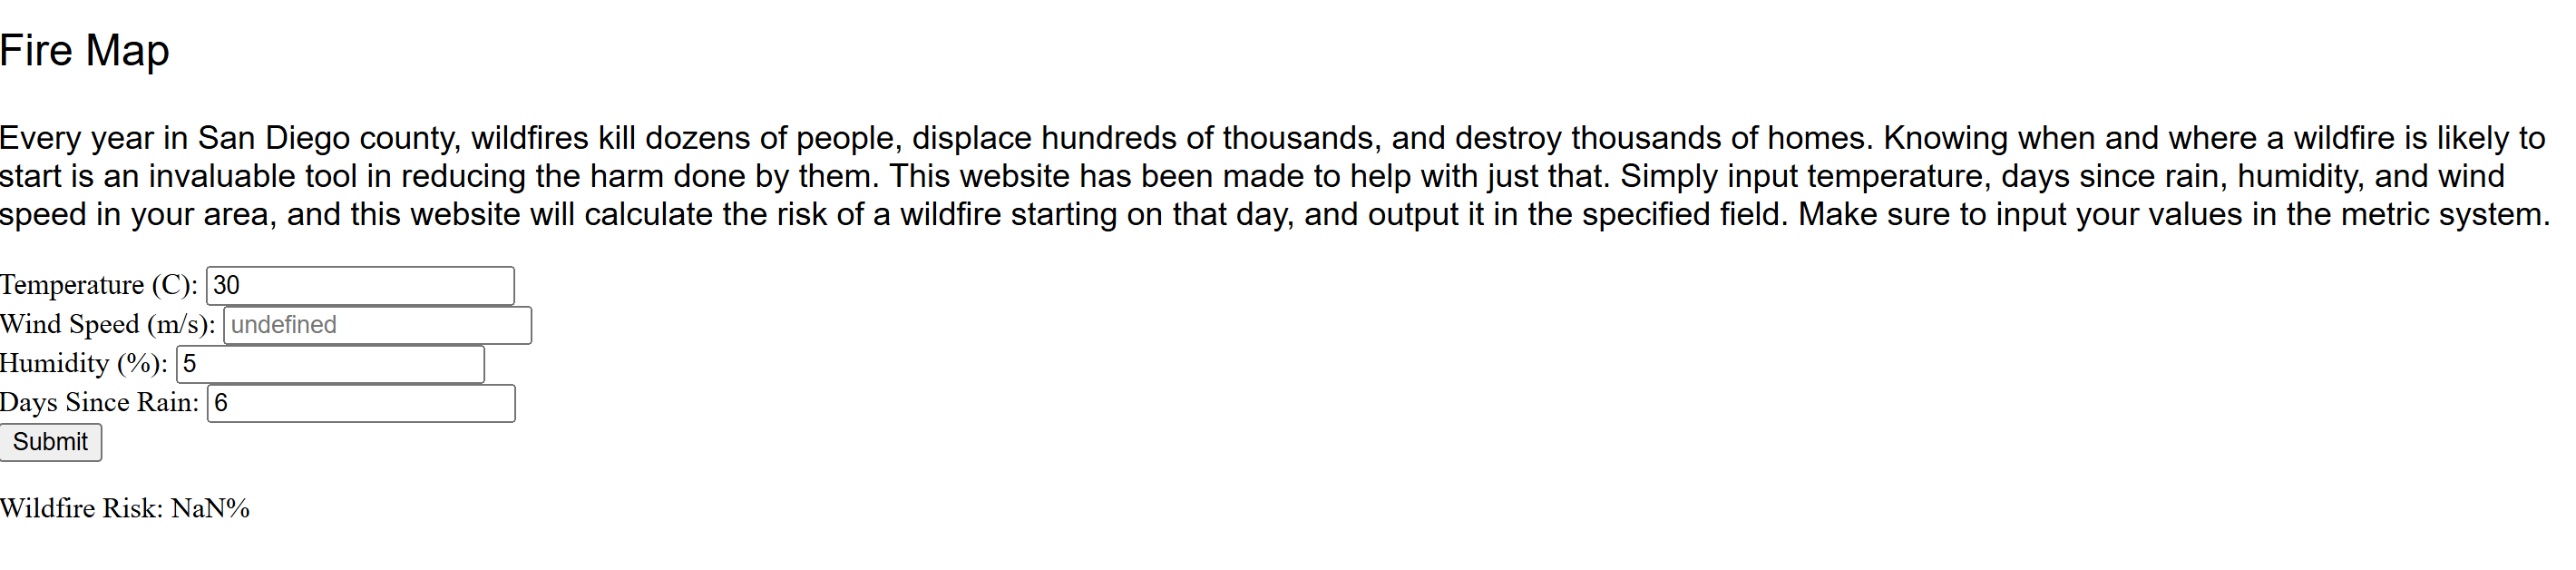 Fire Map
Every year in San Diego county, wildfires kill dozens of people, displace hundreds of thousands, and destroy thousands of homes. Knowing when and where a wildfire is likely to
start is an invaluable tool in reducing the harm done by them. This website has been made to help with just that. Simply input temperature, days since rain, humidity, and wind
speed in your area, and this website will calculate the risk of a wildfire starting on that day, and output it in the specified field. Make sure to input your values in the metric system.
Temperature (C): 30
Wind Speed (m/s): undefined
Humidity (%): 5
Days Since Rain: 6
Submit
Wildfire Risk: NaN%